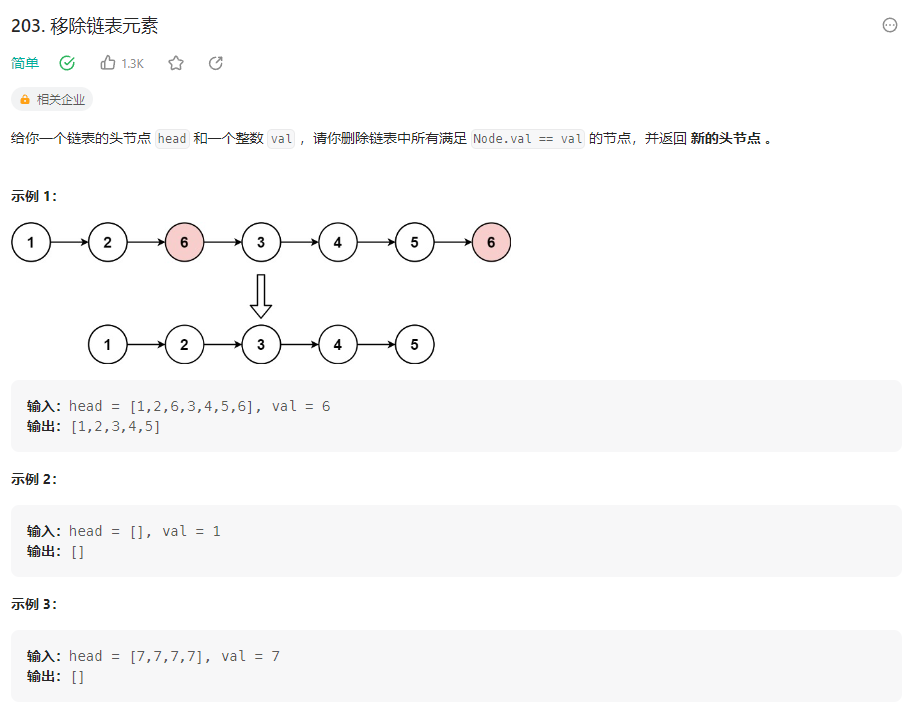 203. 移除链表元素
简单 1.3K
相关企业
给你一个链表的头节点 head 和一个整数 val ，请你删除链表中所有满足 Node.val == val 的节点，并返回 新的头节点 。
示例 1：
1 2 6 3 4 5 6
1 2 3 4 5
输入：head = [1,2,6,3,4,5,6], val = 6
输出：[1,2,3,4,5]
示例 2：
输入：head = [], val = 1
输出：[]
示例 3：
输入：head = [7,7,7,7], val = 7
输出：[]